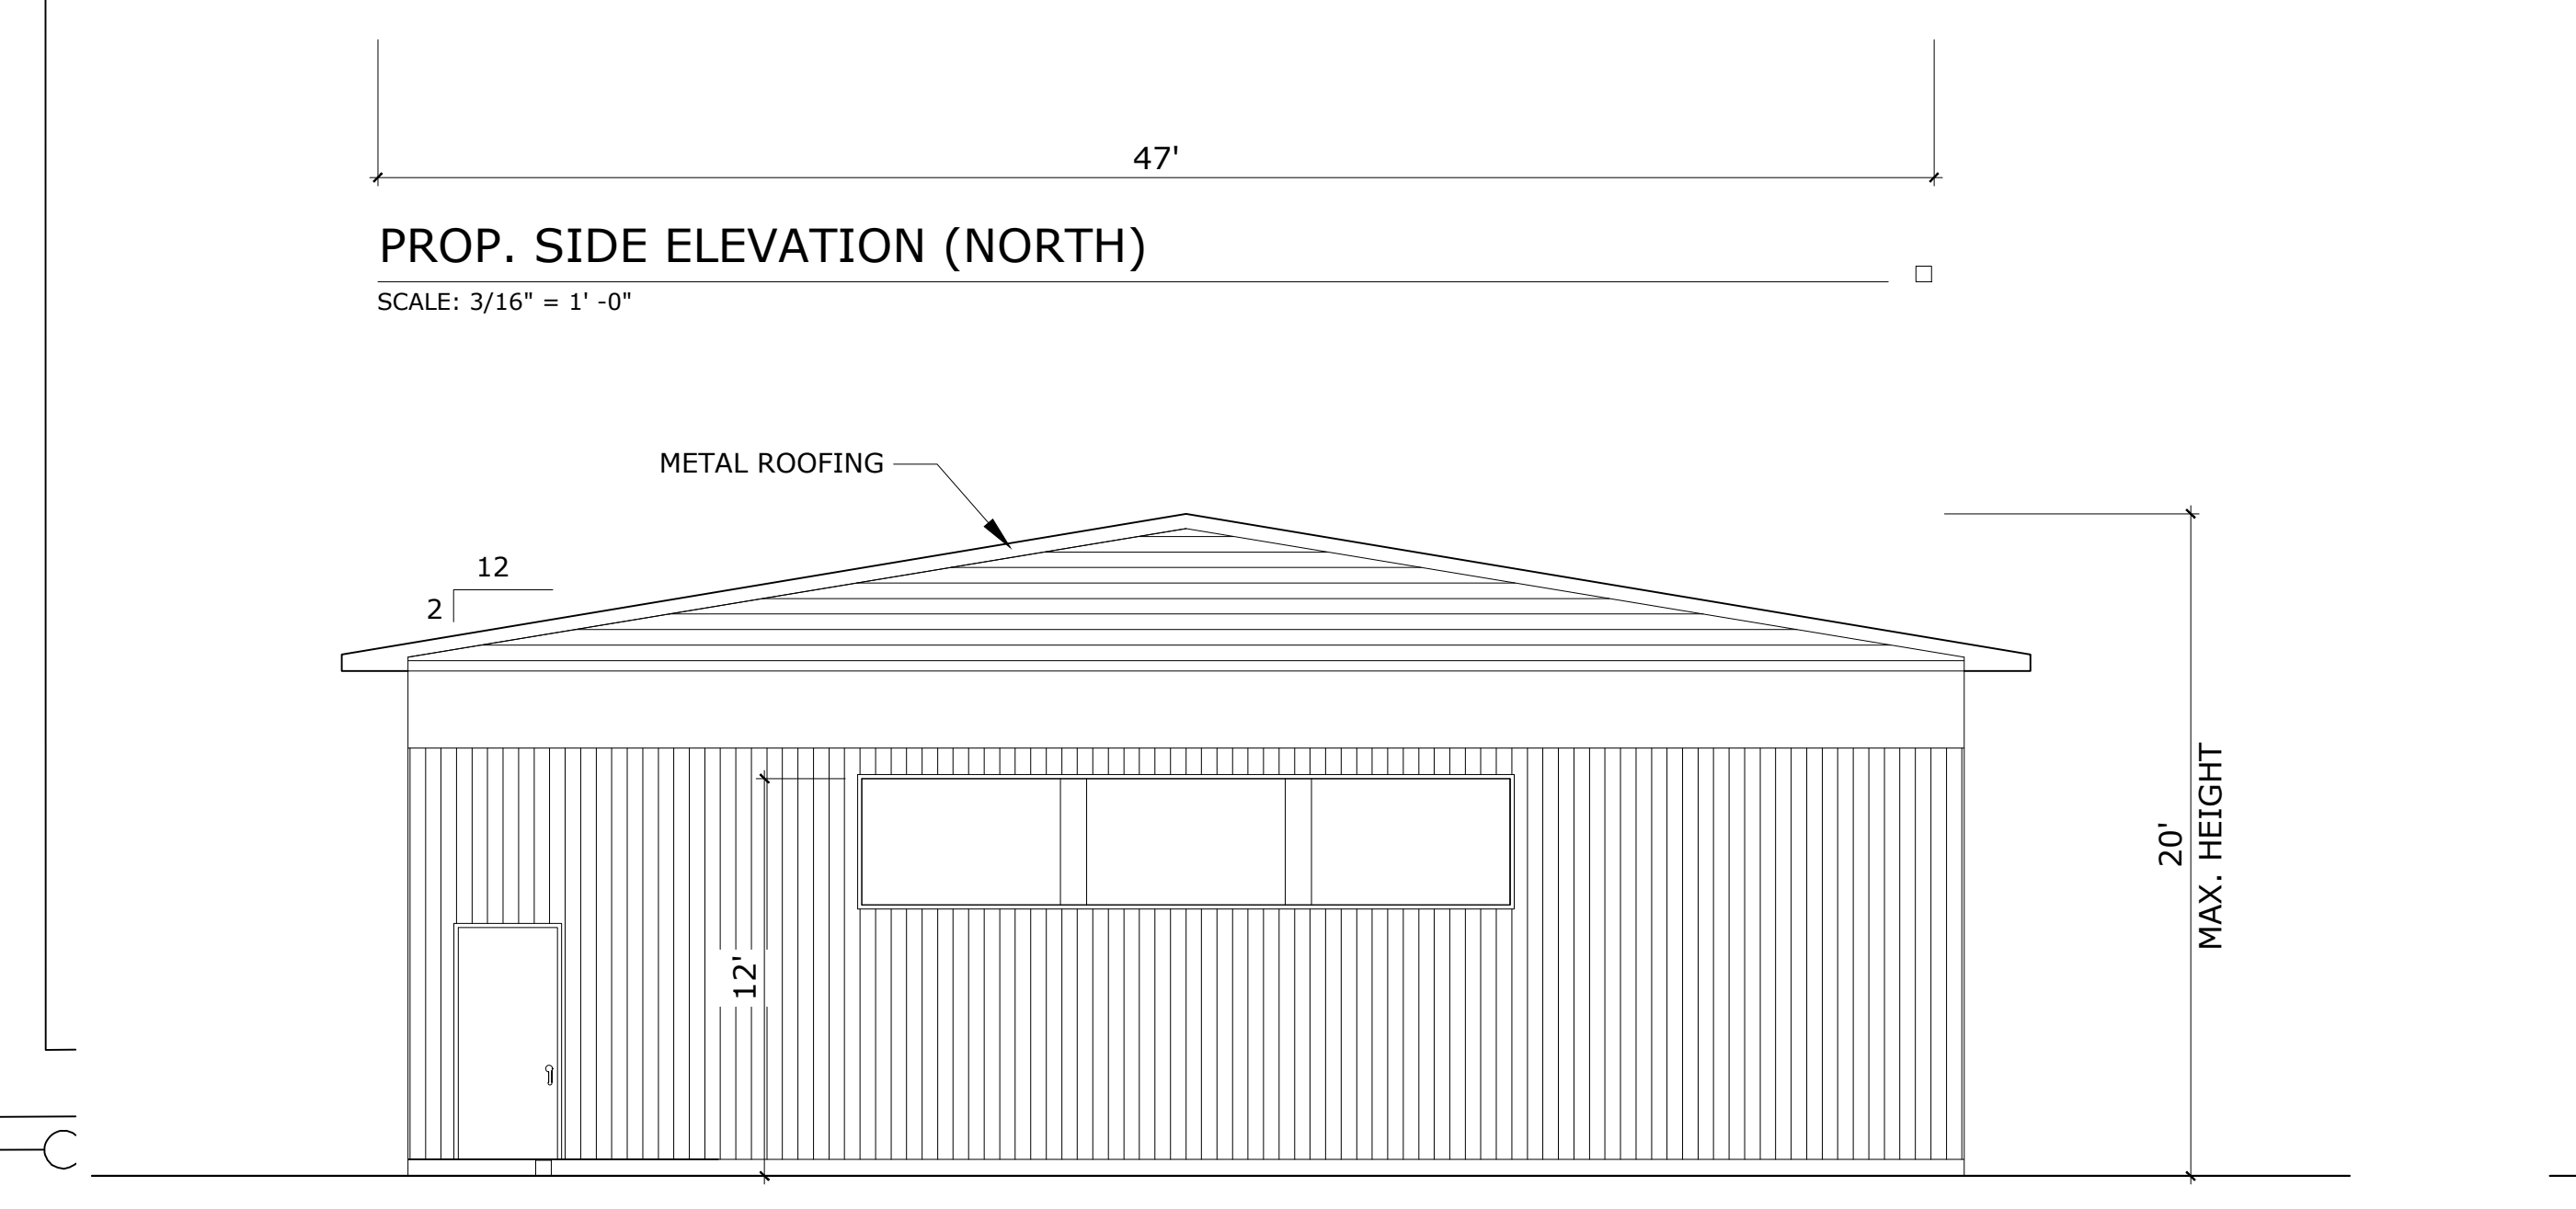 47'
PROP. SIDE ELEVATION (NORTH)
SCALE: 3/16" = 1' -0"
METAL ROOFING
12
2
12'
20'
MAX. HEIGHT